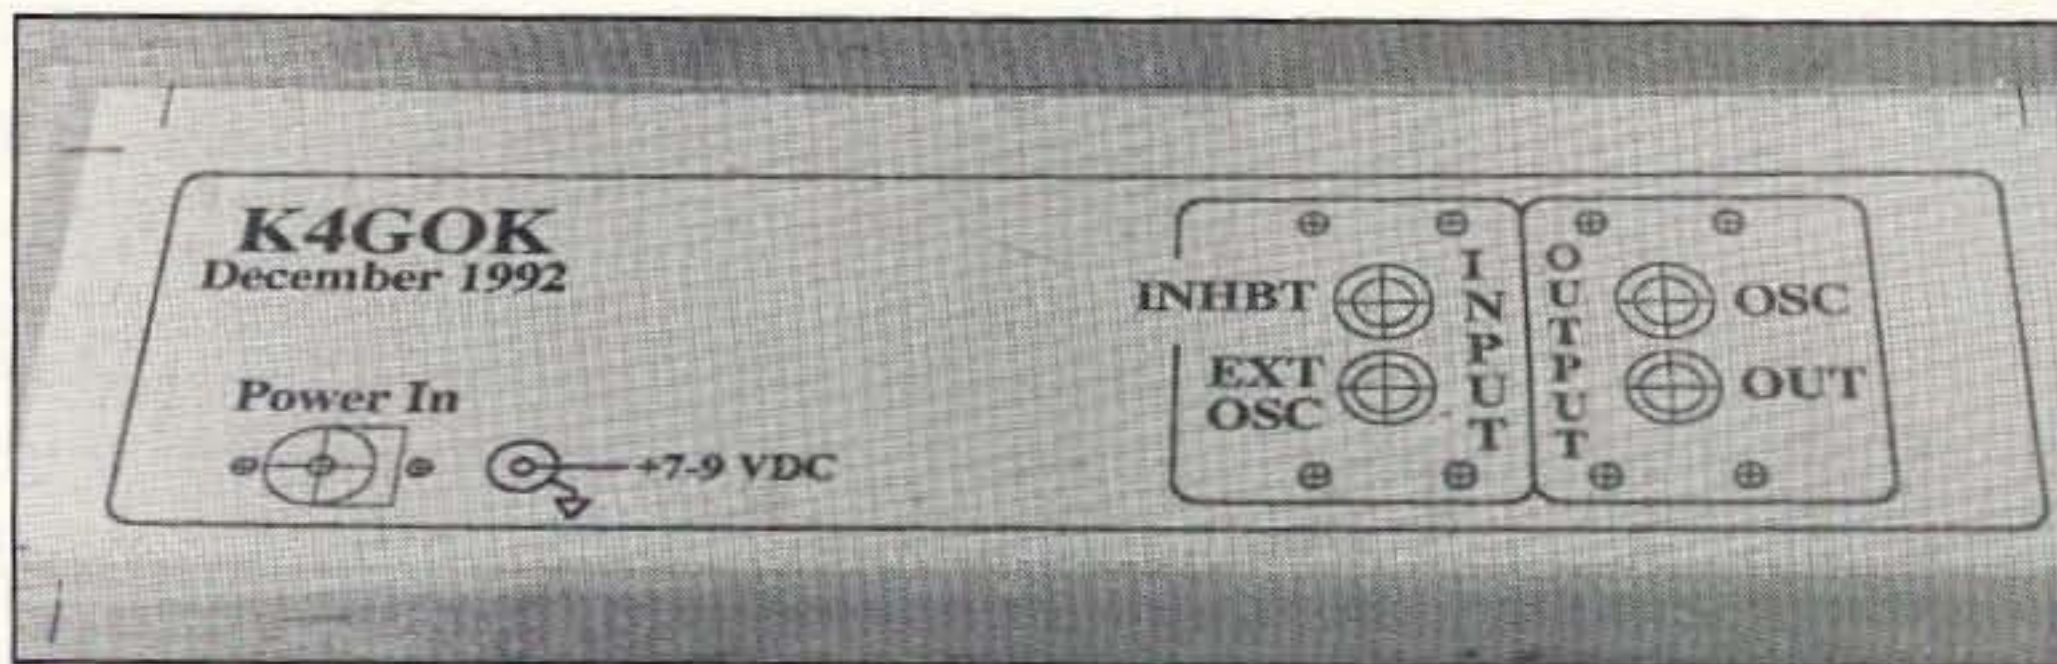 K4GOK
December 1992
Power In
+7-9 VDC
INHBT
EXT
OSC
INPUT
OUTPUT
OSC
OUT